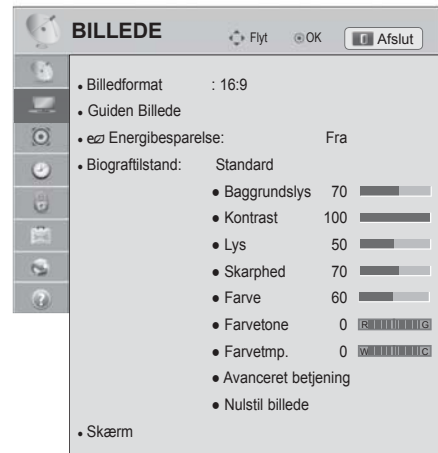 BILLEDE Flyt OK Afslut
• Billedformat : 16:9
• Guiden Billede
• e Energibesparelse: Fra
• Biograftilstand: Standard
● Baggrundslys 70
● Kontrast 100
● Lys 50
● Skarphed 70
● Farve 60
● Farvetone 0 R G
● Farvetmp. 0 W C
● Avanceret betjening
● Nulstil billede
• Skærm